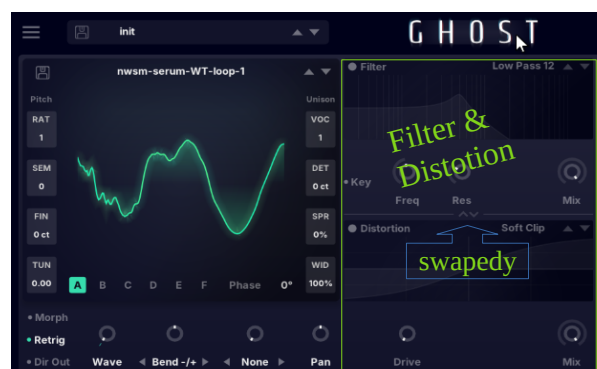 init
GHOST
nwsm-serum-WT-loop-1
Filter
Low Pass 12
Pitch
Unison
RAT
1
VOC
1
SEM
0
DET
0 ct
FIN
0 ct
SPR
0%
TUN
0.00
WID
100%
A B C D E F Phase 0°
Filter &
Distotion
Key
Freq
Res
Mix
Distortion
Soft Clip
swapedy
Morph
Retrig
Dir Out
Wave
Bend -/+
None
Pan
Drive
Mix